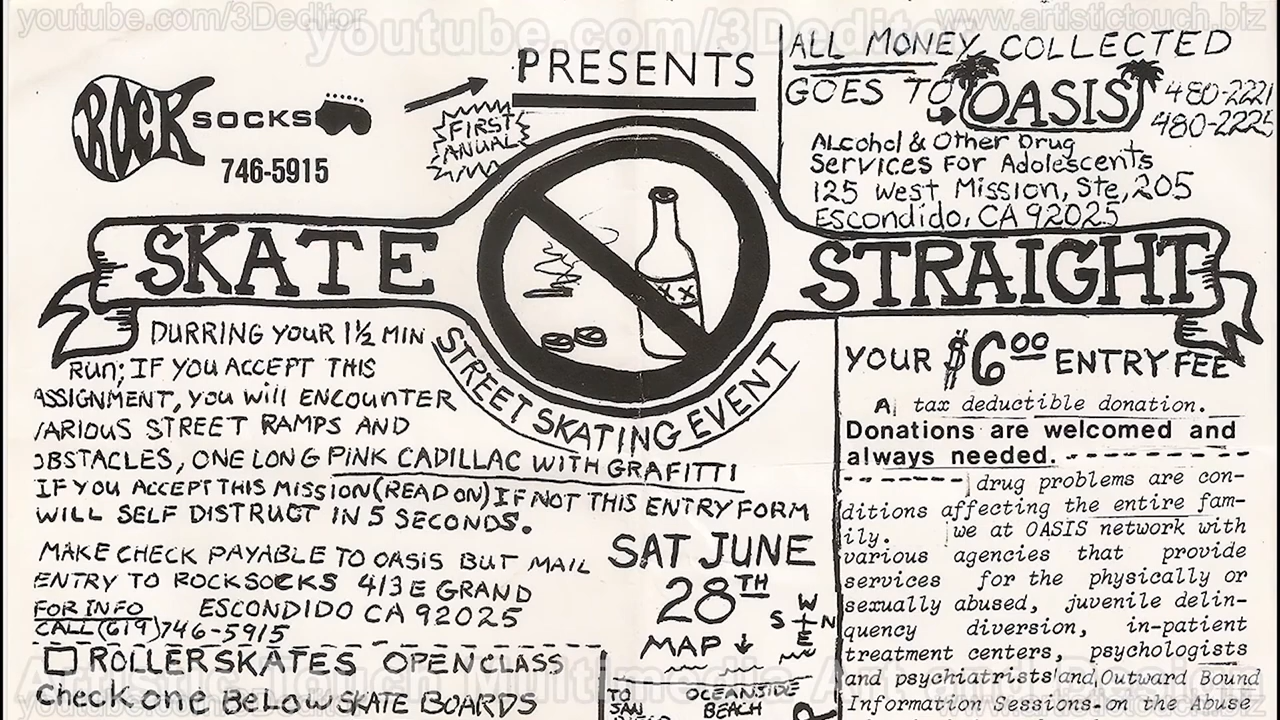 youtube.com/3Deditor
youtube.com/3Deditor
www.artistictouch.biz
ROCK SOCKS
746-5915
PRESENTS
FIRST
ANUAL
ALL MONEY COLLECTED
GOES TO OASIS 480-2221
480-2225
Alcohol & Other Drug
Services For Adolescents
125 West Mission, Ste, 205
Escondido, CA 92025
SKATE STRAIGHT
STREET SKATING EVENT
XX
DURRING YOUR 1½ MIN
Run; IF YOU ACCEPT THIS
ASSIGNMENT, you will ENCOUNTER
VARIOUS STREET RAMPS AND
OBSTACLES, ONE LONG PINK CADILLAC WITH GRAFITTI
IF YOU ACCEPT THIS MISSION (READ ON) IF NOT THIS ENTRY FORM
WILL SELF DISTRUCT IN 5 SECONDS.
MAKE CHECK PAYABLE TO OASIS BUT MAIL
ENTRY TO ROCKSOCKS 413 E GRAND
FOR INFO ESCONDIDO CA 92025
CALL (619) 746-5915
ROLLERSKATES OPEN CLASS
Check one BELOW SKATE BOARDS
SAT JUNE
28TH
MAP
W
S N
E
TO
SAN
OCEANSIDE
BEACH
YOUR $6.00 ENTRY FEE
A tax deductible donation.
Donations are welcomed and
always needed. ----------
------- drug problems are con-
ditions affecting the entire fam-
ily. we at OASIS network with
various agencies that provide
services for the physically or
sexually abused, juvenile delin-
quency diversion, in-patient
treatment centers, psychologists
and psychiatrists and, Outward Bound
Information Sessions-on the Abuse
youtube.com/3Deditor
www.artistictouch.biz